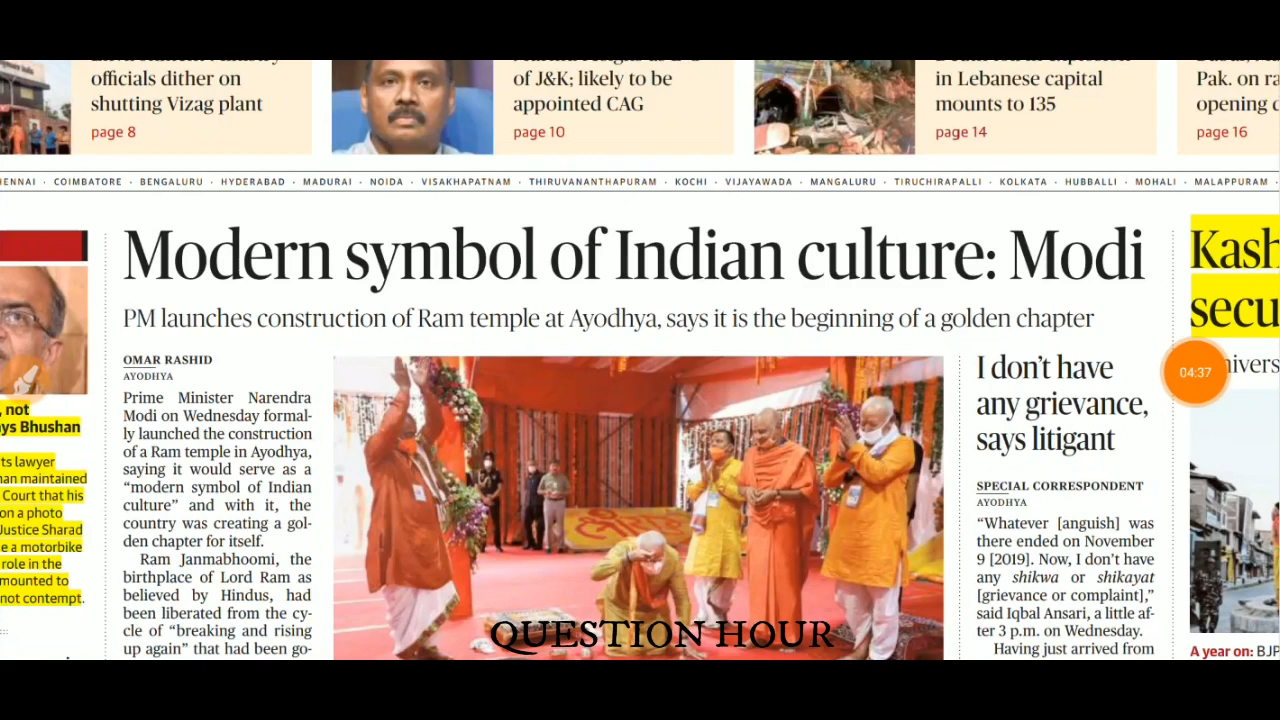 officials dither on
shutting Vizag plant
page 8
of J&K; likely to be
appointed CAG
page 10
in Lebanese capital
mounts to 135
page 14
Pak. on
opening
page 16
COIMBATORE · BENGALURU · HYDERABAD · MADURAI · NOIDA · VISAKHAPATNAM · THIRUVANANTHAPURAM · KOCHI · VIJAYAWADA · MANGALURU · TIRUCHIRAPALLI · KOLKATA · HUBBALLI · MOHALI · MALAPPURAM ·
, not
ys Bhushan
ts lawyer
han maintained
Court that his
on a photo
Justice Sharad
e a motorbike
role in the
mounted to
not contempt.
Modern symbol of Indian culture: Modi
PM launches construction of Ram temple at Ayodhya, says it is the beginning of a golden chapter
OMAR RASHID
AYODHYA
Prime Minister Narendra
Modi on Wednesday formal-
ly launched the construction
of a Ram temple in Ayodhya,
saying it would serve as a
“modern symbol of Indian
culture” and with it, the
country was creating a gol-
den chapter for itself.
Ram Janmabhoomi, the
birthplace of Lord Ram as
believed by Hindus, had
been liberated from the cy-
cle of “breaking and rising
up again” that had been go-
QUESTION HOUR
I don’t have
any grievance,
says litigant
SPECIAL CORRESPONDENT
AYODHYA
“Whatever [anguish] was
there ended on November
9 [2019]. Now, I don’t have
any shikwa or shikayat
[grievance or complaint],”
said Iqbal Ansari, a little af-
ter 3 p.m. on Wednesday.
Having just arrived from
Kash
secu
nivers
04:37
A year on: BJP